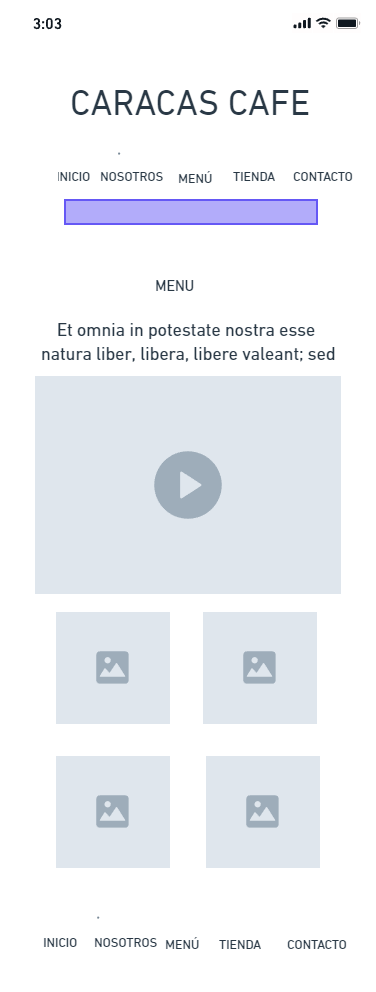 3:03
CARACAS CAFE
INICIO NOSOTROS MENÚ TIENDA CONTACTO
MENU
Et omnia in potestate nostra esse
natura liber, libera, libere valeant; sed
INICIO NOSOTROS MENÚ TIENDA CONTACTO